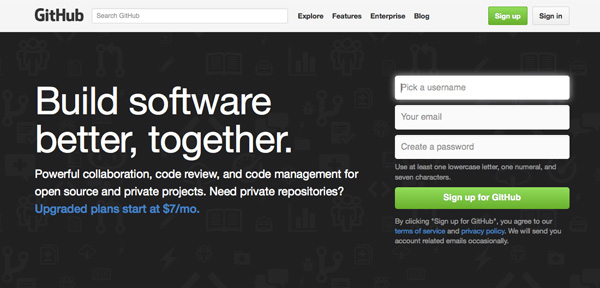 GitHub Search GitHub Explore Features Enterprise Blog Sign up Sign in
Build software
better, together.
Powerful collaboration, code review, and code management for
open source and private projects. Need private repositories?
Upgraded plans start at $7/mo.
Pick a username
Your email
Create a password
Use at least one lowercase letter, one numeral, and
seven characters.
Sign up for GitHub
By clicking "Sign up for GitHub", you agree to our
terms of service and privacy policy. We will send you
account related emails occasionally.